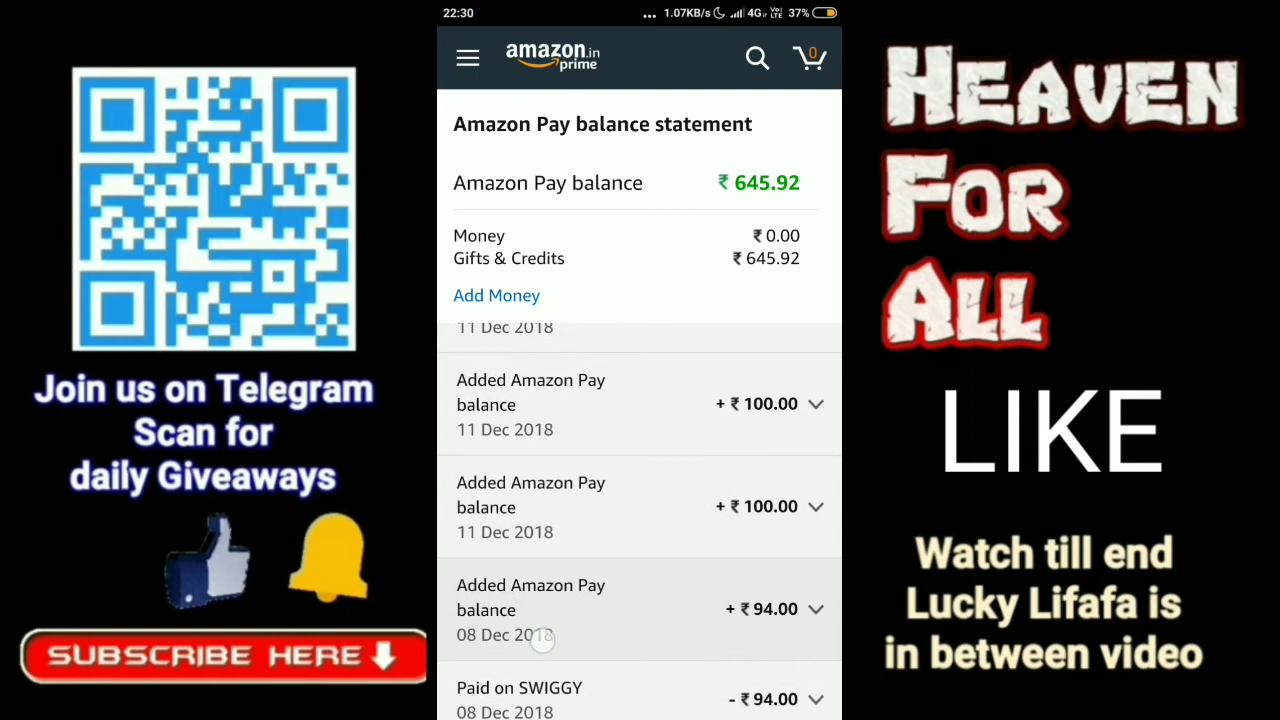 Join us on Telegram
Scan for
daily Giveaways
SUBSCRIBE HERE
22:30
... 1.07KB/s 4G VoLTE 37%
amazon.in
prime
0
Amazon Pay balance statement
Amazon Pay balance ₹ 645.92
Money ₹ 0.00
Gifts & Credits ₹ 645.92
Add Money
11 Dec 2018
Added Amazon Pay
balance + ₹ 100.00
11 Dec 2018
Added Amazon Pay
balance + ₹ 100.00
11 Dec 2018
Added Amazon Pay
balance + ₹ 94.00
08 Dec 2018
Paid on SWIGGY - ₹ 94.00
08 Dec 2018
HEAVEN
FOR
ALL
LIKE
Watch till end
Lucky Lifafa is
in between video